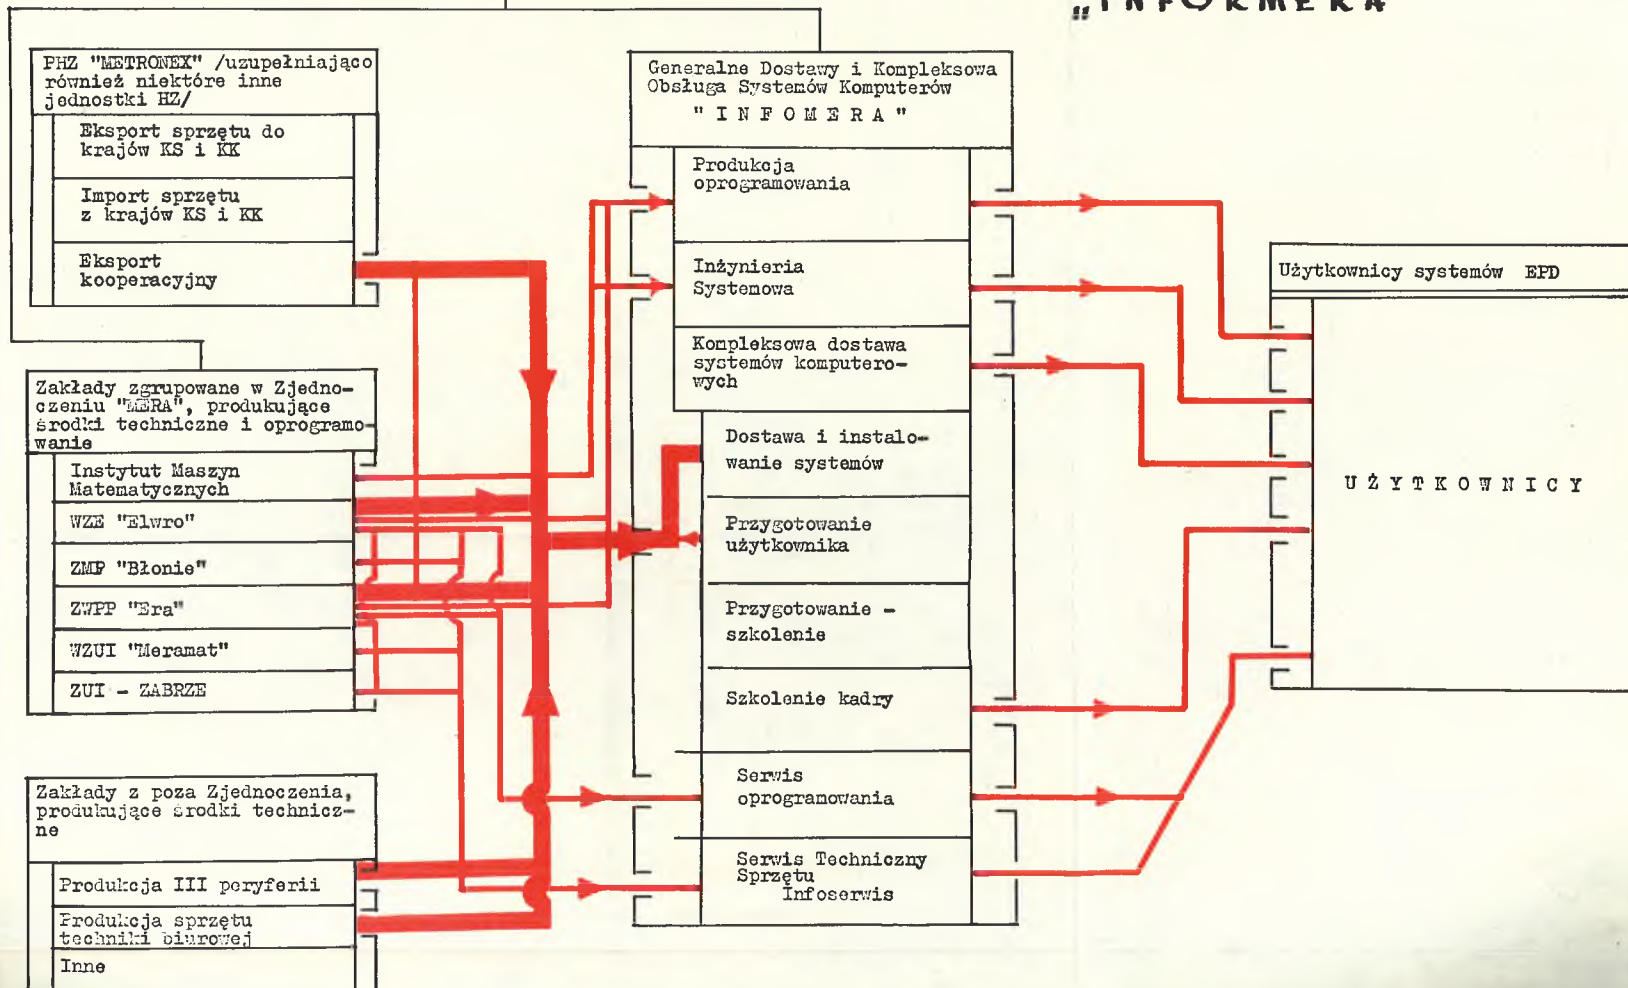 „INFORMERA
PHZ "METRONEX" /uzupełniająco
również niektóre inne
jednostki HZ/
Eksport sprzętu do
krajów KS i KK
Import sprzętu
z krajów KS i KK
Eksport
kooperacyjny
Zakłady zgrupowane w Zjedno-
czeniu "MERA", produkujące
środki techniczne i oprogramo-
wanie
Instytut Maszyn
Matematycznych
WZE "Elwro"
ZMP "Błonie"
ZWPP "Era"
WZUI "Meramat"
ZUI - ZABRZE
Zakłady z poza Zjednoczenia,
produkujące środki technicz-
ne
Produkcja III peryferii
Produkcja sprzętu
techniki biurowej
Inne
Generalne Dostawy i Kompleksowa
Obsługa Systemów Komputerów
" I N F O M E R A "
Produkcja
oprogramowania
Inżynieria
Systemowa
Kompleksowa dostawa
systemów komputero-
wych
Dostawa i instalo-
wanie systemów
Przygotowanie
użytkownika
Przygotowanie -
szkolenie
Szkolenie kadry
Serwis
oprogramowania
Serwis Techniczny
Sprzętu
Infoserwis
Użytkownicy systemów EPD
U Ż Y T K O W N I C Y